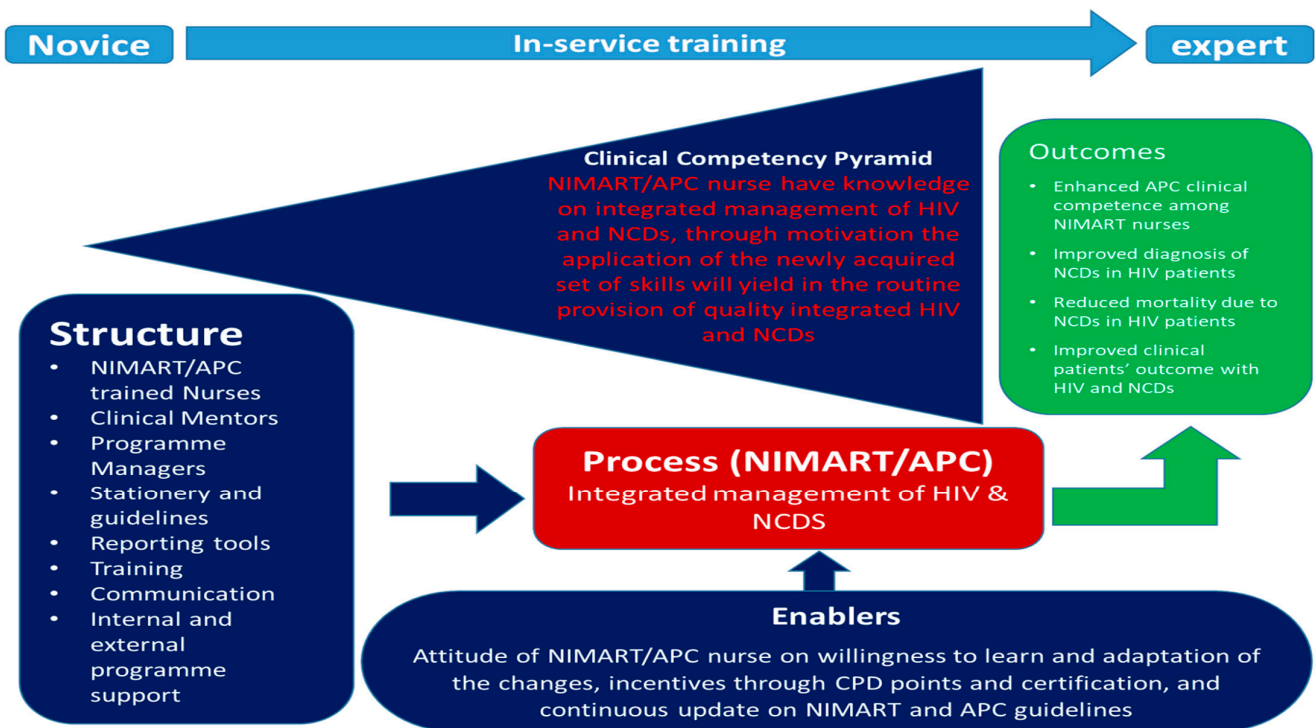 Novice
In-service training
expert
Clinical Competency Pyramid
NIMART/APC nurse have knowledge
on integrated management of HIV
and NCDs, through motivation the
application of the newly acquired
set of skills will yield in the routine
provision of quality integrated HIV
and NCDs
Outcomes
• Enhanced APC clinical
competence among
NIMART nurses
• Improved diagnosis of
NCDs in HIV patients
• Reduced mortality due to
NCDs in HIV patients
• Improved clinical
patients’ outcome with
HIV and NCDs
Structure
• NIMART/APC
trained Nurses
• Clinical Mentors
• Programme
Managers
• Stationery and
guidelines
• Reporting tools
• Training
• Communication
• Internal and
external
programme
support
Process (NIMART/APC)
Integrated management of HIV &
NCDS
Enablers
Attitude of NIMART/APC nurse on willingness to learn and adaptation of
the changes, incentives through CPD points and certification, and
continuous update on NIMART and APC guidelines